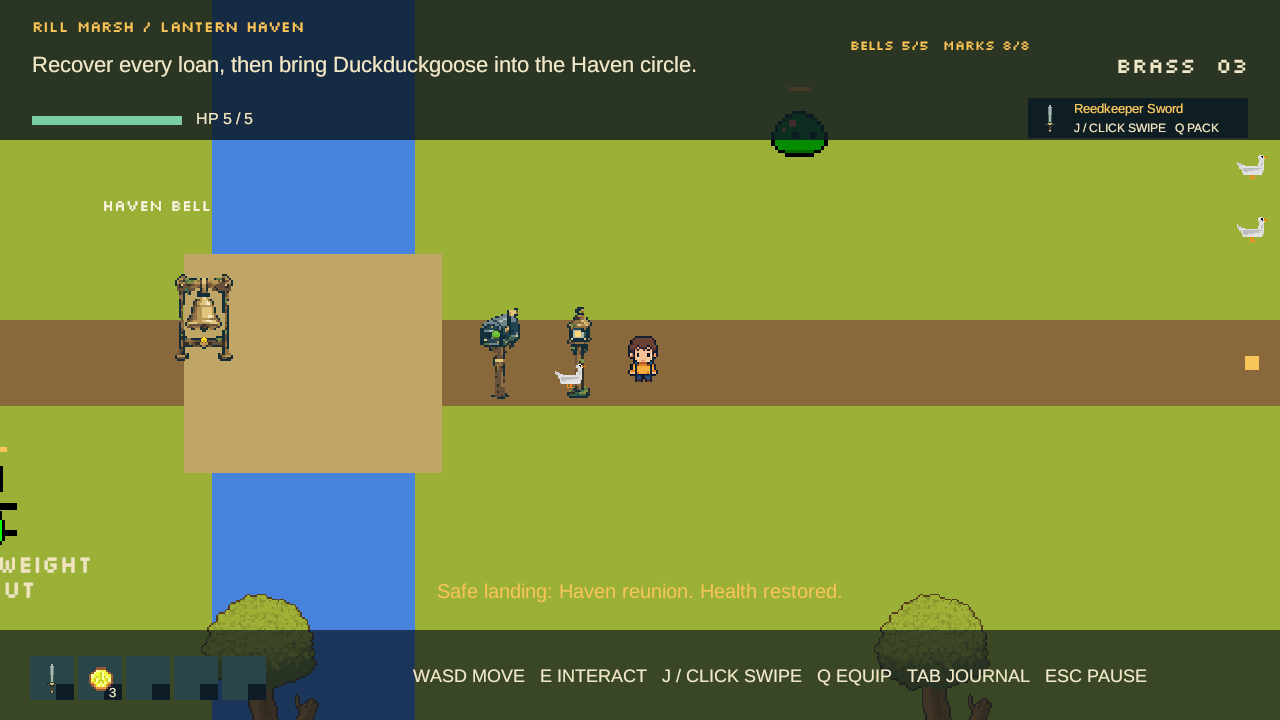 RILL MARSH / LANTERN HAVEN
BELLS 5/5 MARKS 8/8
Recover every loan, then bring Duckduckgoose into the Haven circle.
BRASS 03
HP 5 / 5
Reedkeeper Sword
J / CLICK SWIPE Q PACK
HAVEN BELL
WEIGHT
UT
Safe landing: Haven reunion. Health restored.
3
WASD MOVE E INTERACT J / CLICK SWIPE Q EQUIP TAB JOURNAL ESC PAUSE